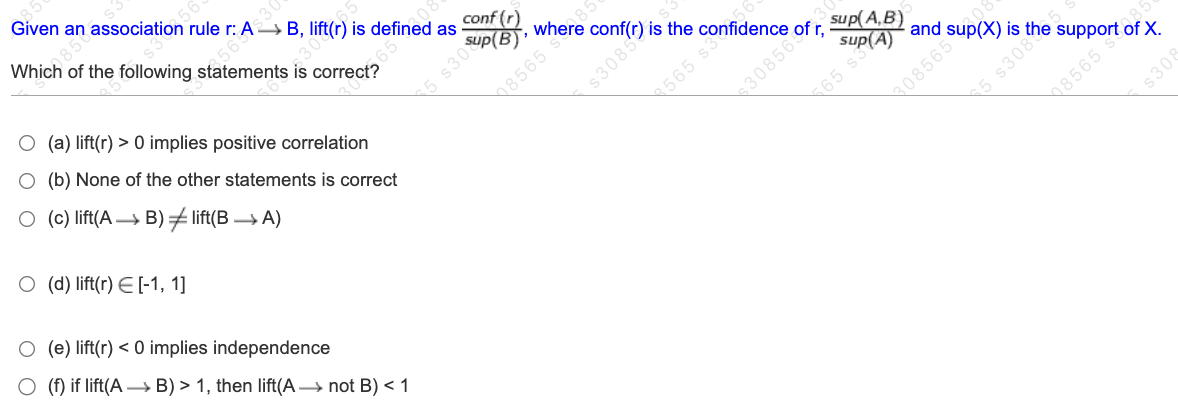 Given an association rule r: A ⟶ B, lift(r) is defined as conf(r)/sup(B), where conf(r) is the confidence of r, sup(A,B)/sup(A) and sup(X) is the support of X.
Which of the following statements is correct?
(a) lift(r) > 0 implies positive correlation
(b) None of the other statements is correct
(c) lift(A ⟶ B) ≠ lift(B ⟶ A)
(d) lift(r) ∈ [-1, 1]
(e) lift(r) < 0 implies independence
(f) if lift(A ⟶ B) > 1, then lift(A ⟶ not B) < 1